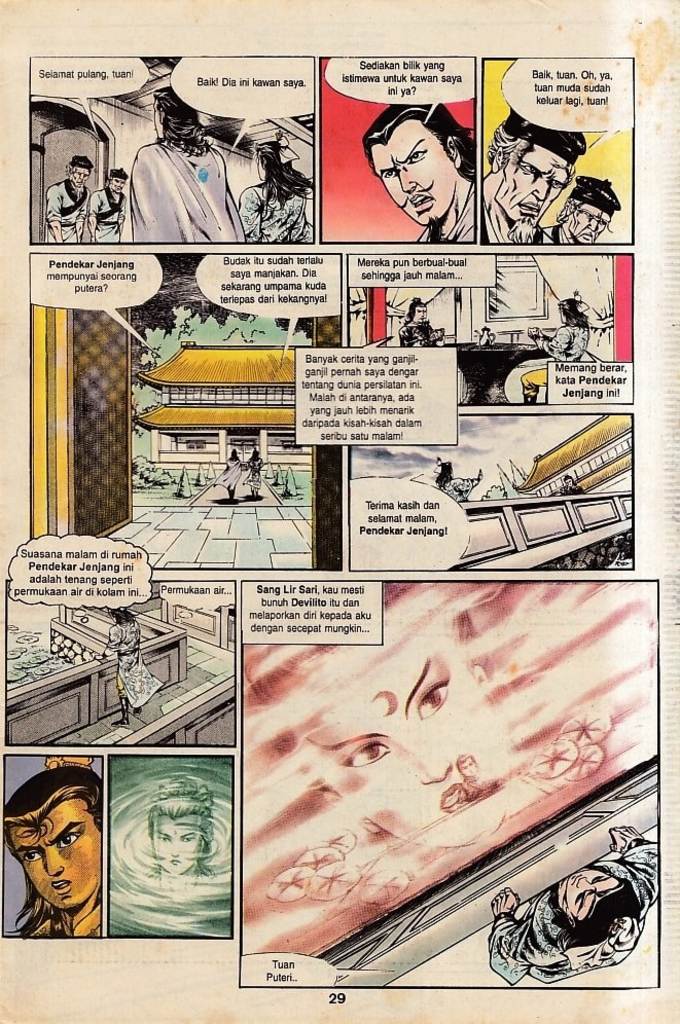 Selamat pulang, tuan!
Baik! Dia ini kawan saya.
Sediakan bilik yang
istimewa untuk kawan saya
ini ya?
Baik, tuan. Oh, ya,
tuan muda sudah
keluar lagi, tuan!
Pendekar Jenjang
mempunyai seorang
putera?
Budak itu sudah terlalu
saya manjakan. Dia
sekarang umpama kuda
terlepas dari kekangnya!
Mereka pun berbual-bual
sehingga jauh malam...
Banyak cerita yang ganjil-
ganjil pernah saya dengar
tentang dunia persilatan ini.
Malah di antaranya, ada
yang jauh lebih menarik
daripada kisah-kisah dalam
seribu satu malam!
Memang berar,
kata Pendekar
Jenjang ini!
Terima kasih dan
selamat malam,
Pendekar Jenjang!
Suasana malam di rumah
Pendekar Jenjang ini
adalah tenang seperti
permukaan air di kolam ini...
Permukaan air...
Sang Lir Sari, kau mesti
bunuh Devilito itu dan
melaporkan diri kepada aku
dengan secepat mungkin...
Tuan
Puteri..
29